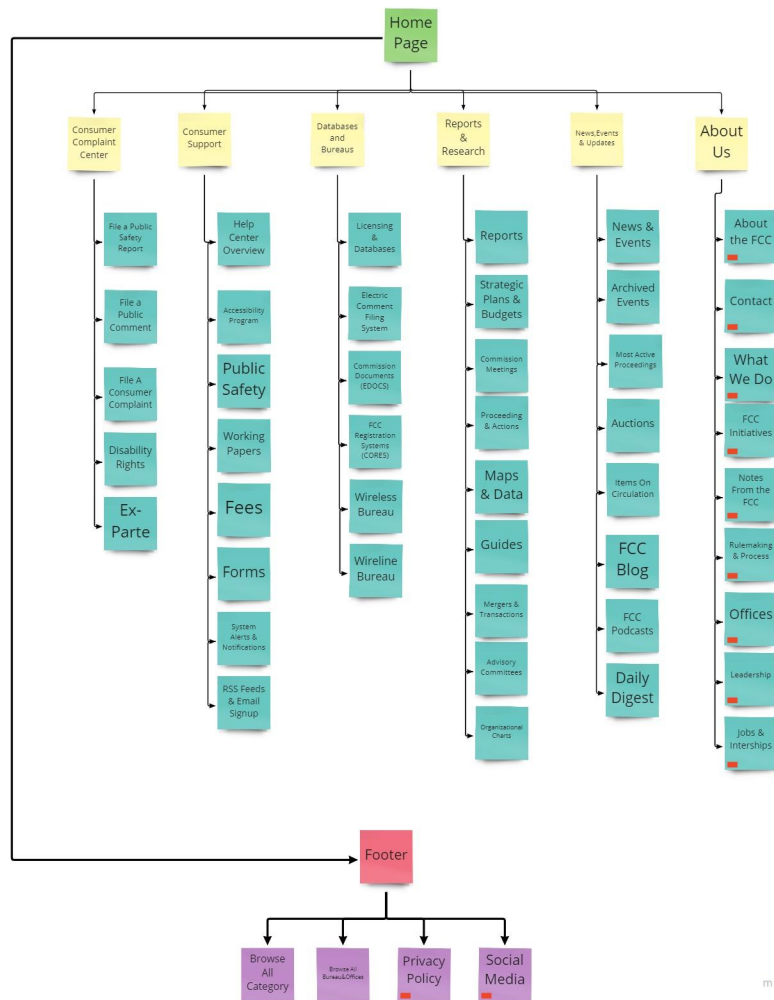 Home
Page
Consumer
Complaint
Center
Consumer
Support
Databases
and
Bureaus
Reports
&
Research
News,Events
& Updates
About
Us
File a Public
Safety
Report
File a
Public
Comment
File A
Consumer
Complaint
Disability
Rights
Ex-
Parte
Help
Center
Overview
Accessibility
Program
Public
Safety
Working
Papers
Fees
Forms
System
Alerts &
Notifications
RSS Feeds
& Email
Signup
Licensing
&
Databases
Electric
Comment
Filing
System
Commission
Documents
(EDOCS)
FCC
Registration
Systems
(CORES)
Wireless
Bureau
Wireline
Bureau
Reports
Strategic
Plans &
Budgets
Commission
Meetings
Proceeding
& Actions
Maps
& Data
Guides
Mergers &
Transactions
Advisory
Committees
Organizational
Charts
News &
Events
Archived
Events
Most Active
Proceedings
Auctions
Items On
Circulation
FCC
Blog
FCC
Podcasts
Daily
Digest
About
the FCC
Contact
What
We Do
FCC
Initiatives
Notes
From the
FCC
Rulemaking
& Process
Offices
Leadership
Jobs &
Interships
Footer
Browse
All
Category
Browse All
Bureau&Offices
Privacy
Policy
Social
Media
m